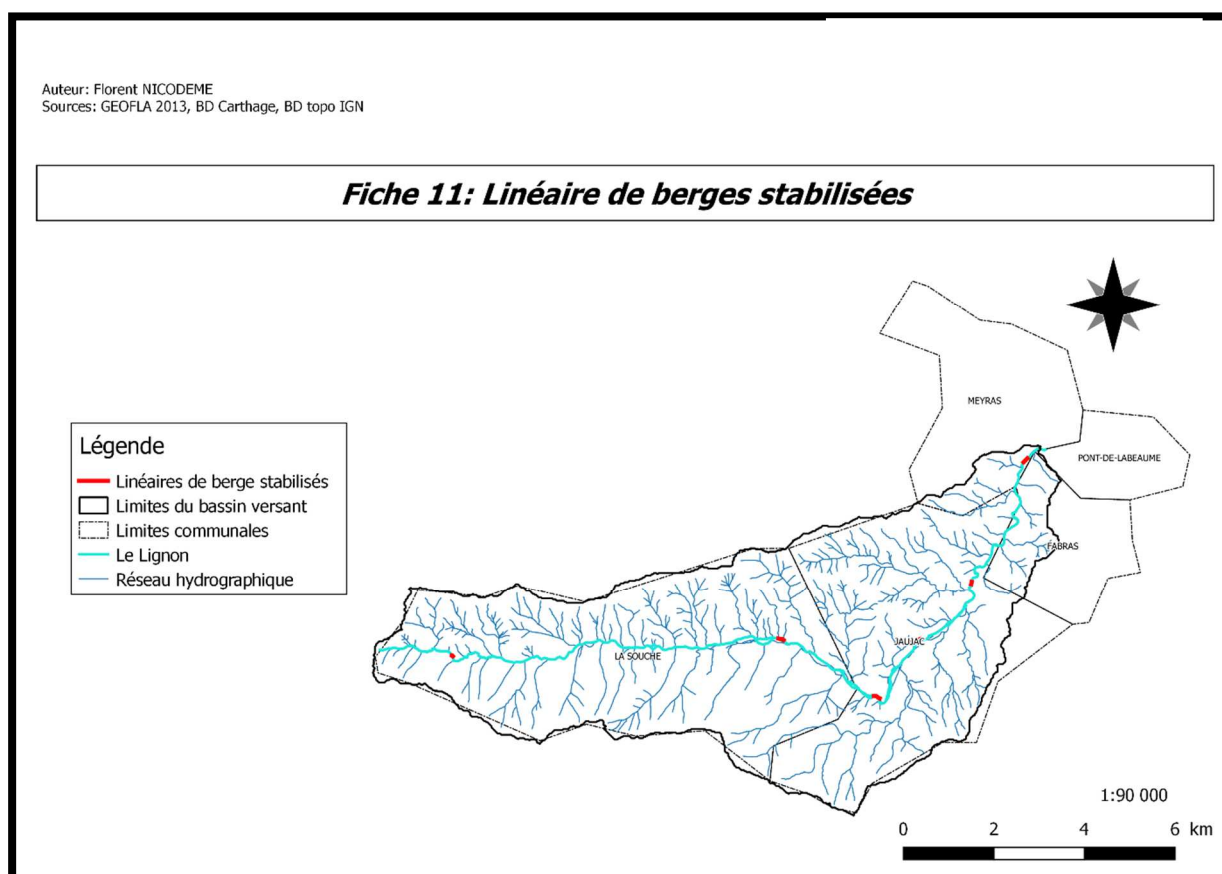 Auteur: Florent NICODEME
Sources: GEOFLA 2013, BD Carthage, BD topo IGN
Fiche 11: Linéaire de berges stabilisées
MEYRAS
PONT-DE-LABEAUME
Légende
Linéaires de berge stabilisés
Limites du bassin versant
Limites communales
Le Lignon
Réseau hydrographique
FABRAS
JAUJAC
LA SOUCHE
1:90 000
0 2 4 6 km